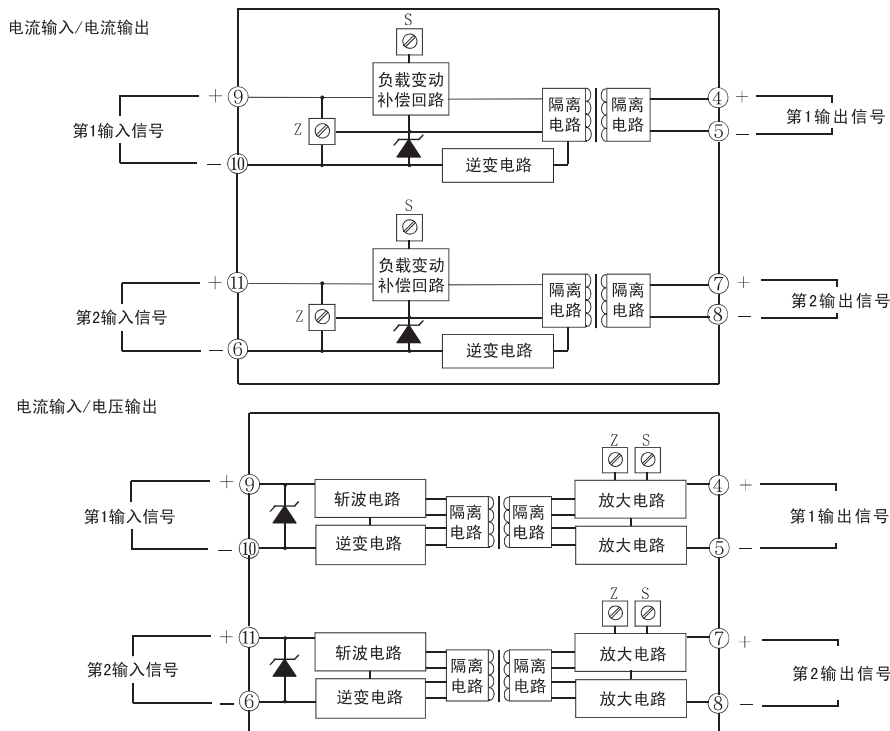 电流输入/电流输出
S
负载变动
补偿回路
+ ⑨
Z
第1输入信号
− ⑩
隔离
电路
隔离
电路
逆变电路
④ +
⑤ −
第1输出信号
S
负载变动
补偿回路
+ ⑪
Z
第2输入信号
− ⑥
隔离
电路
隔离
电路
逆变电路
⑦ +
⑧ −
第2输出信号
电流输入/电压输出
Z S
+ ⑨
第1输入信号
− ⑩
斩波电路
逆变电路
隔离
电路
隔离
电路
放大电路
放大电路
④ +
⑤ −
第1输出信号
Z S
+ ⑪
第2输入信号
− ⑥
斩波电路
逆变电路
隔离
电路
隔离
电路
放大电路
放大电路
⑦ +
⑧ −
第2输出信号